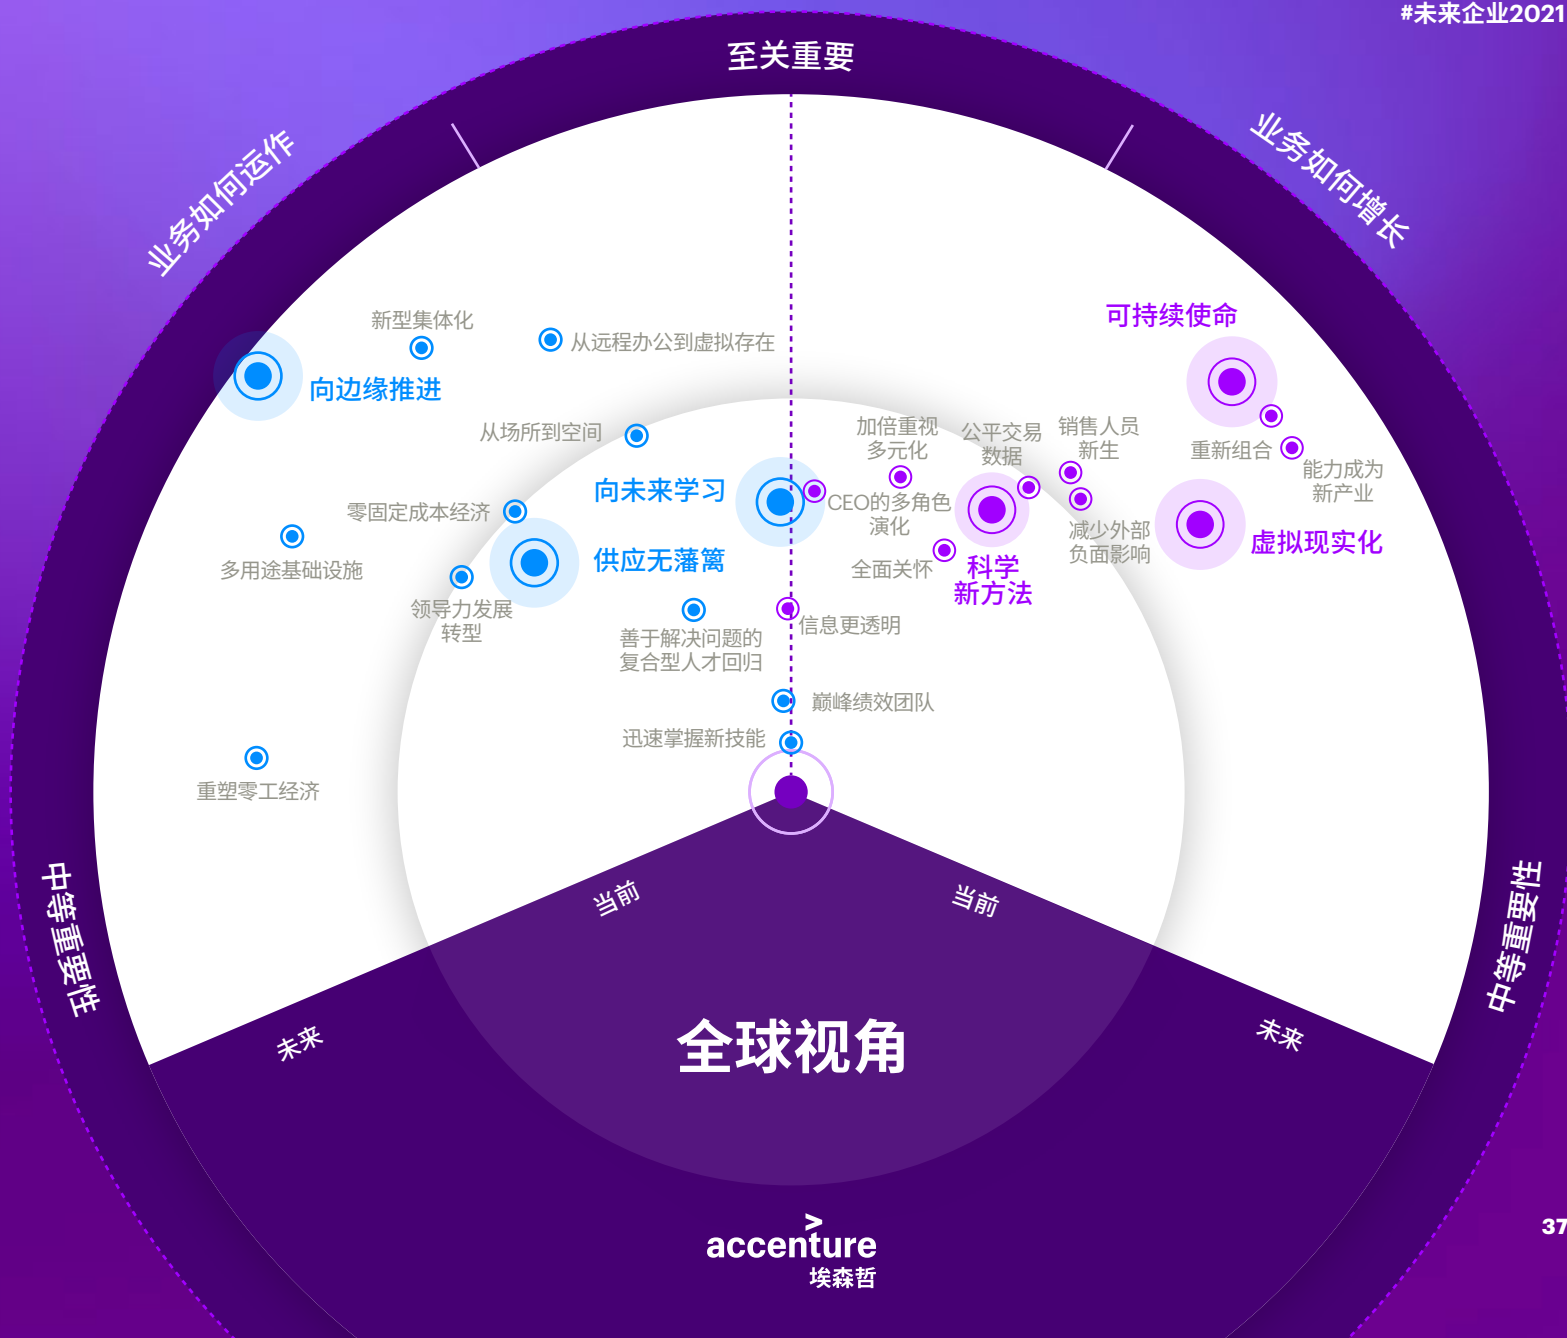 #未来企业2021
至关重要
业务如何运作
业务如何增长
可持续使命
新型集体化
从远程办公到虚拟存在
向边缘推进
从场所到空间
加倍重视
多元化
公平交易
数据
销售人员
新生
重新组合
能力成为
新产业
向未来学习
CEO的多角色
演化
零固定成本经济
减少外部
负面影响
虚拟现实化
供应无藩篱
多用途基础设施
全面关怀
科学
新方法
领导力发展
转型
善于解决问题的
复合型人才回归
信息更透明
巅峰绩效团队
迅速掌握新技能
重塑零工经济
中等重要性
中等重要性
当前
当前
未来
未来
全球视角
37
>
accenture
埃森哲